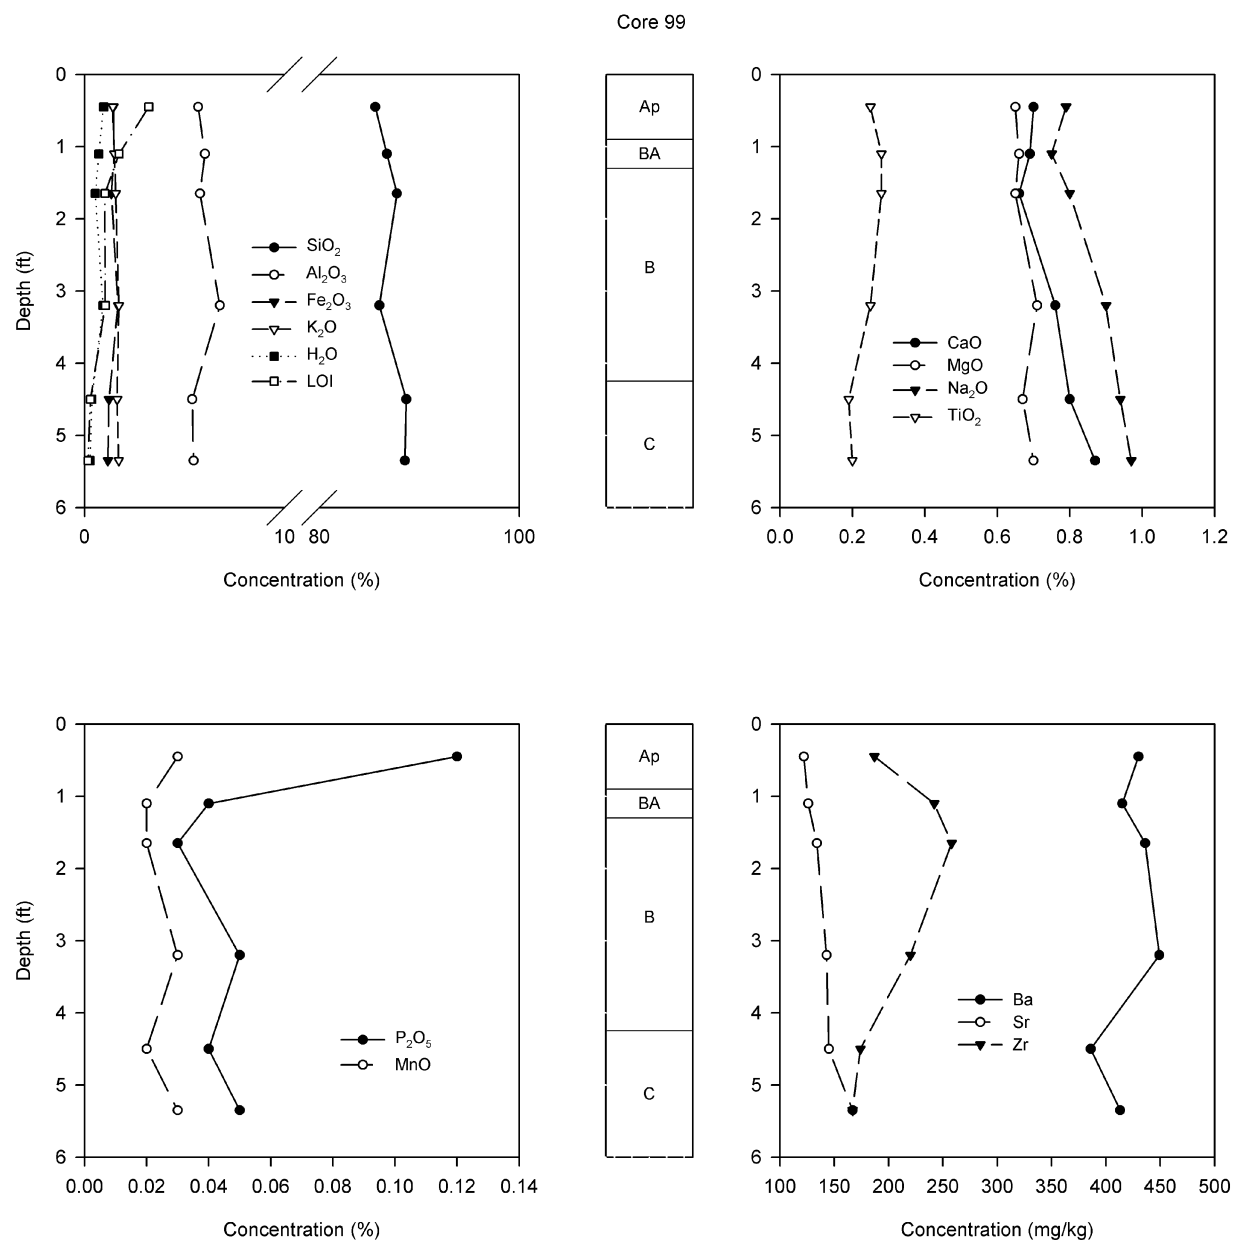 Core 99
0
1
2
3
4
5
6
Depth (ft)
SiO2
Al2O3
Fe2O3
K2O
H2O
LOI
0 10 80 100
Concentration (%)
Ap
BA
B
C
0
1
2
3
4
5
6
CaO
MgO
Na2O
TiO2
0.0 0.2 0.4 0.6 0.8 1.0 1.2
Concentration (%)
0
1
2
3
4
5
6
Depth (ft)
P2O5
MnO
0.00 0.02 0.04 0.06 0.08 0.10 0.12 0.14
Concentration (%)
Ap
BA
B
C
0
1
2
3
4
5
6
Ba
Sr
Zr
100 150 200 250 300 350 400 450 500
Concentration (mg/kg)